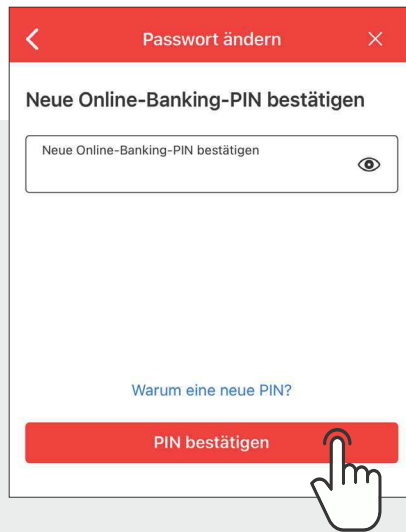 Passwort ändern
Neue Online-Banking-PIN bestätigen
Neue Online-Banking-PIN bestätigen
Warum eine neue PIN?
PIN bestätigen